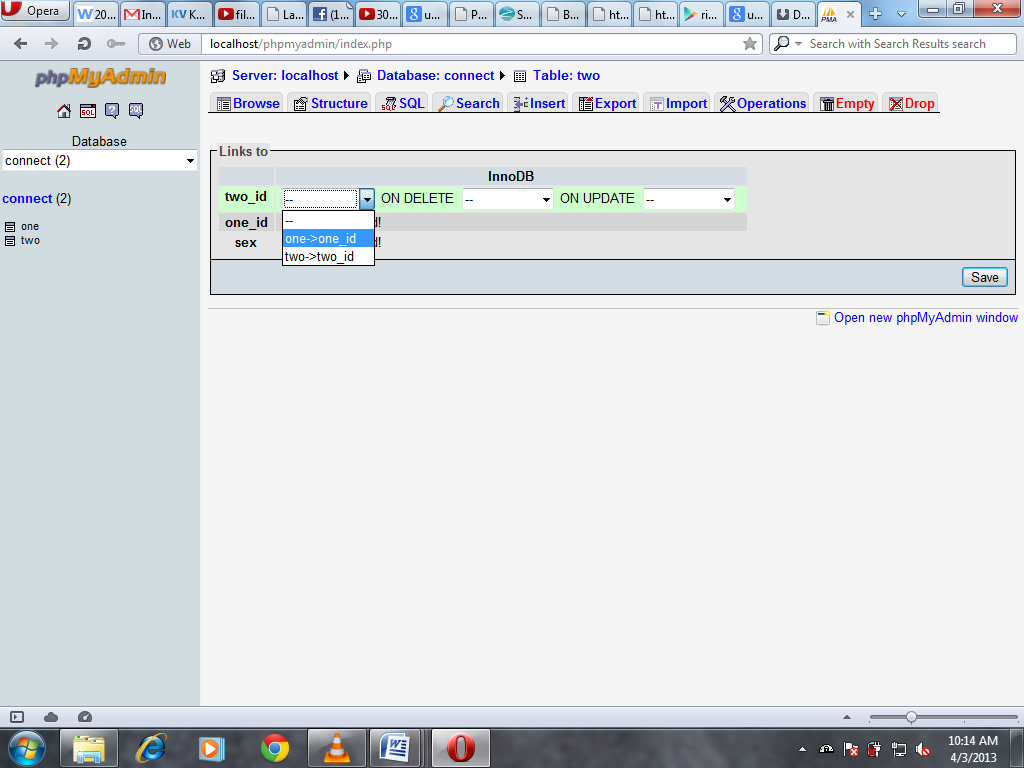 Opera
W 20...
In...
KV K...
fil...
La...
(1...
30...
u...
P...
S...
B...
ht...
ht...
ri...
u...
D...
PMA
Web
localhost/phpmyadmin/index.php
Search with Search Results search
phpMyAdmin
SQL
Database
connect (2)
connect (2)
one
two
Server: localhost
Database: connect
Table: two
Browse
Structure
SQL
Search
Insert
Export
Import
Operations
Empty
Drop
Links to
InnoDB
two_id
--
ON DELETE
--
ON UPDATE
--
one_id
d!
sex
d!
--
one->one_id
two->two_id
Save
Open new phpMyAdmin window
10:14 AM
4/3/2013